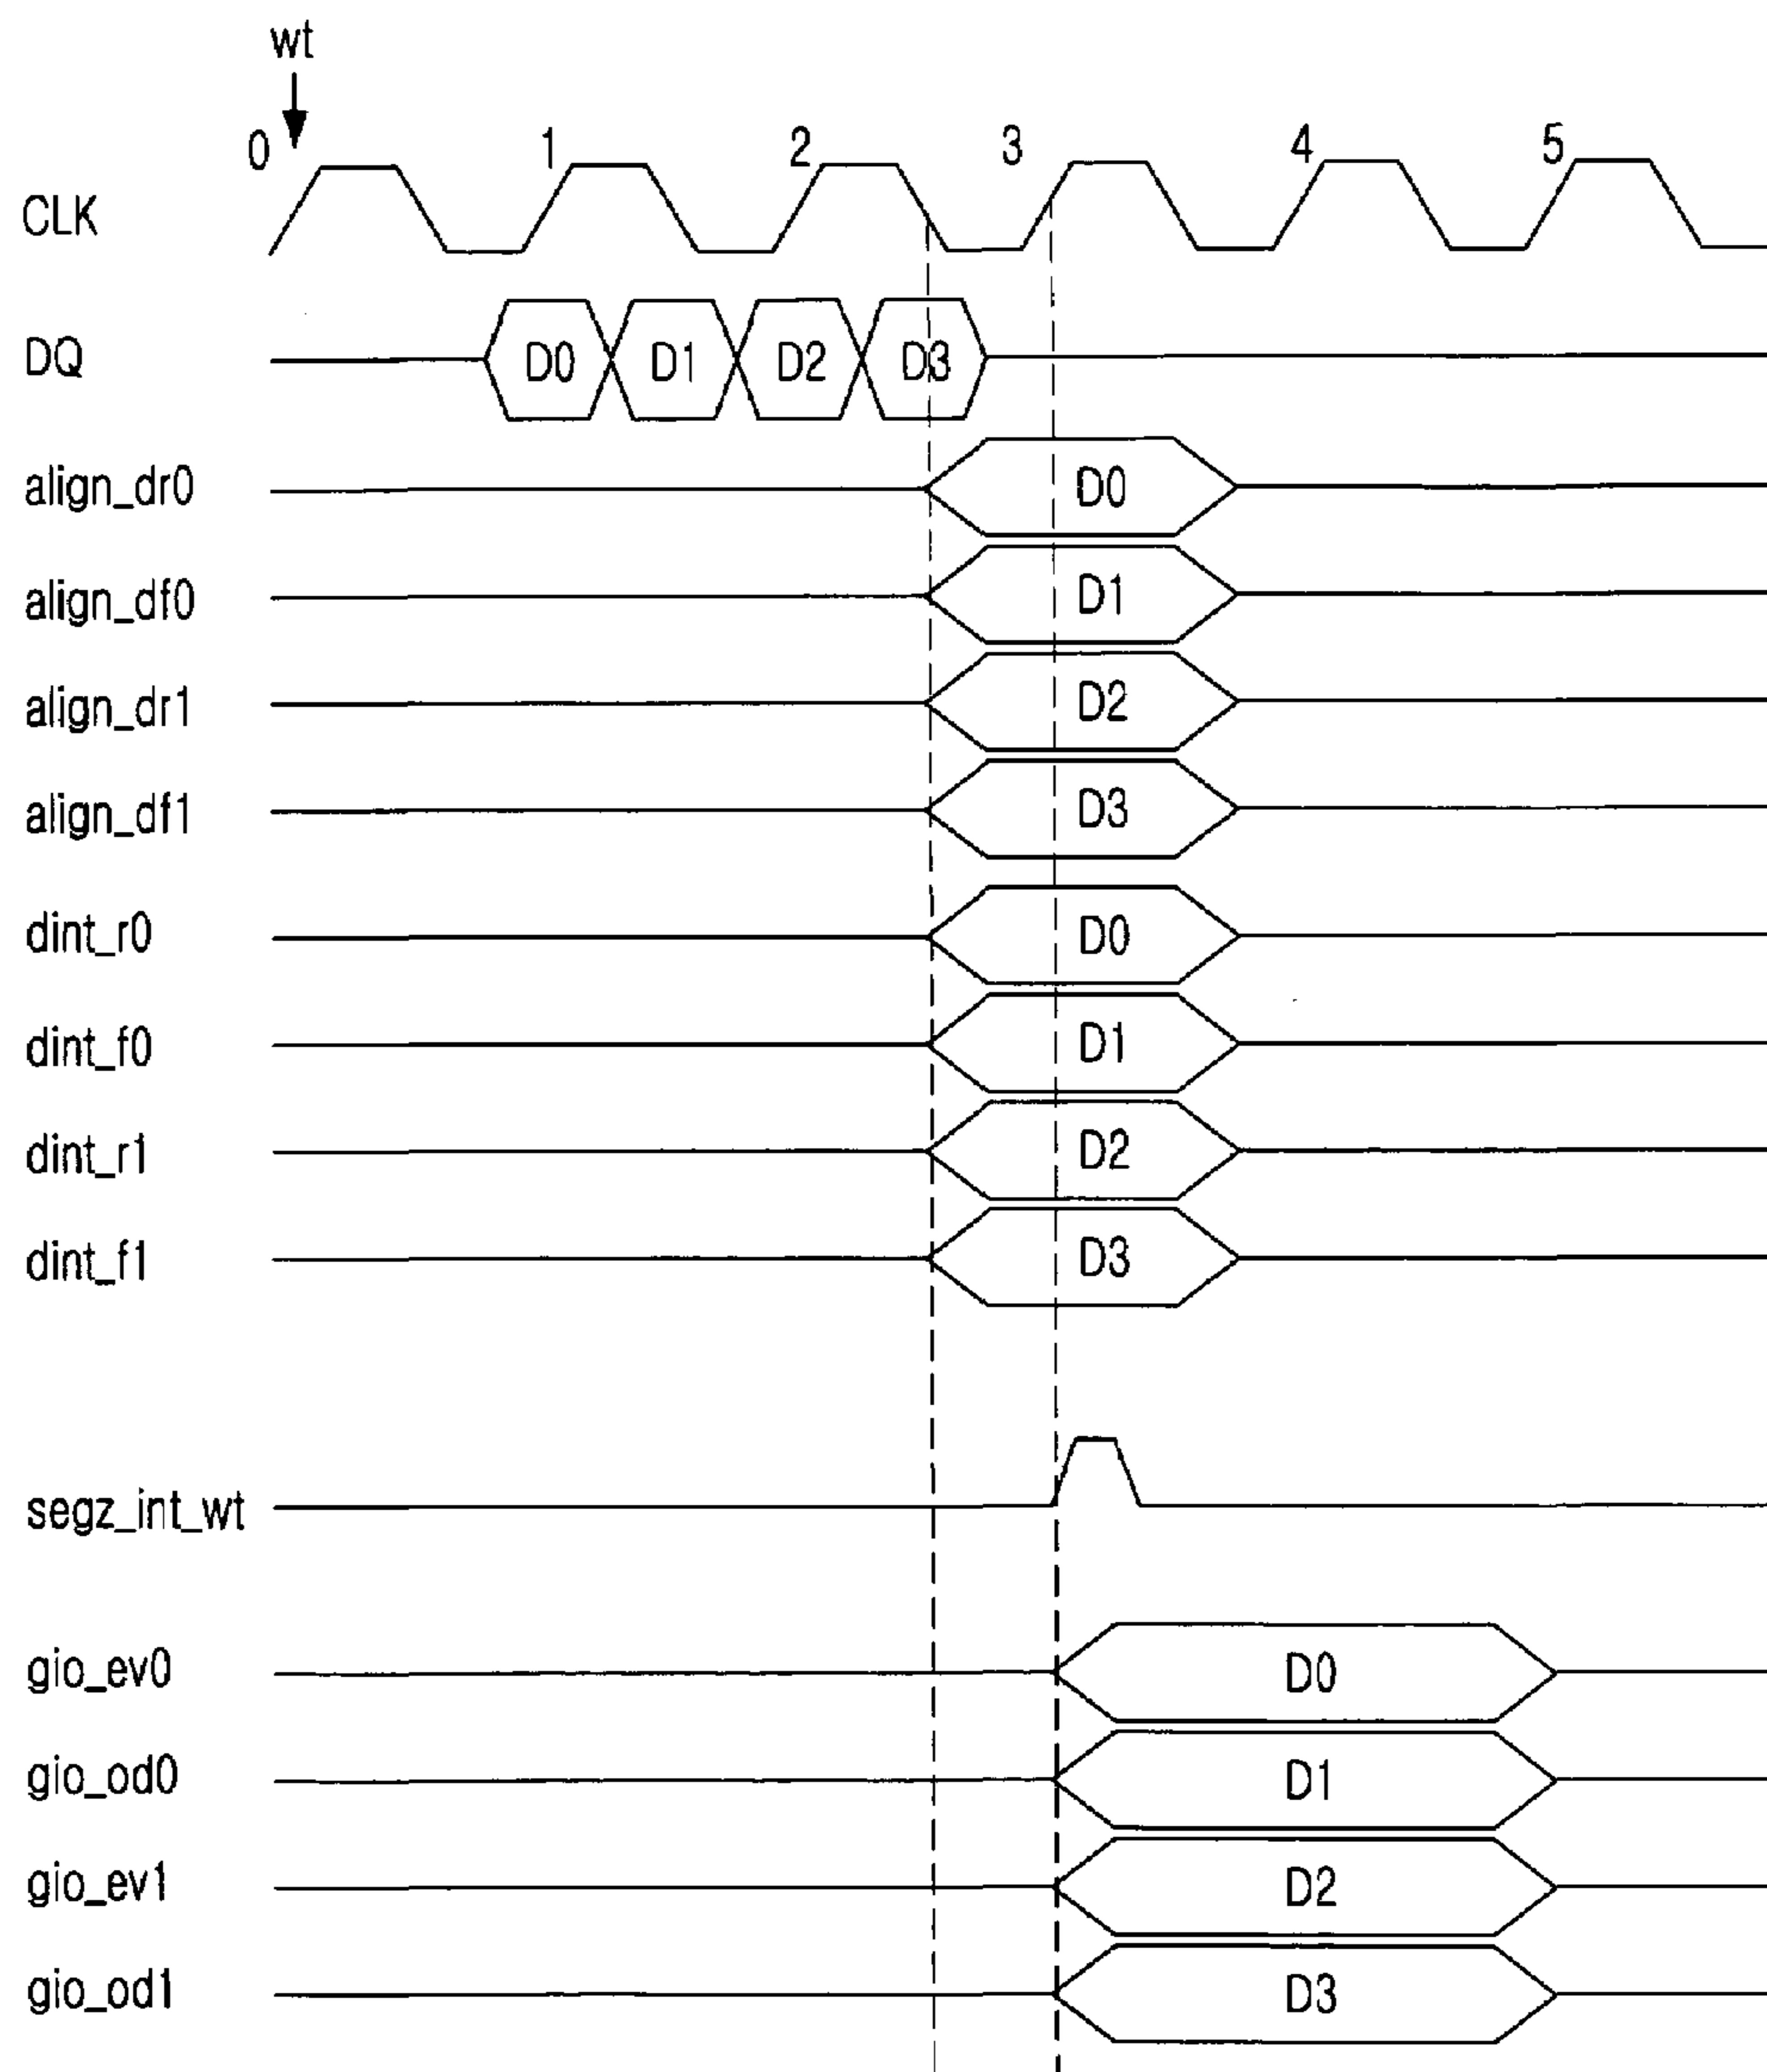 wt
0 1 2 3 4 5
CLK
DQ D0 D1 D2 D3
align_dr0 D0
align_df0 D1
align_dr1 D2
align_df1 D3
dint_r0 D0
dint_f0 D1
dint_r1 D2
dint_f1 D3
segz_int_wt
gio_ev0 D0
gio_od0 D1
gio_ev1 D2
gio_od1 D3